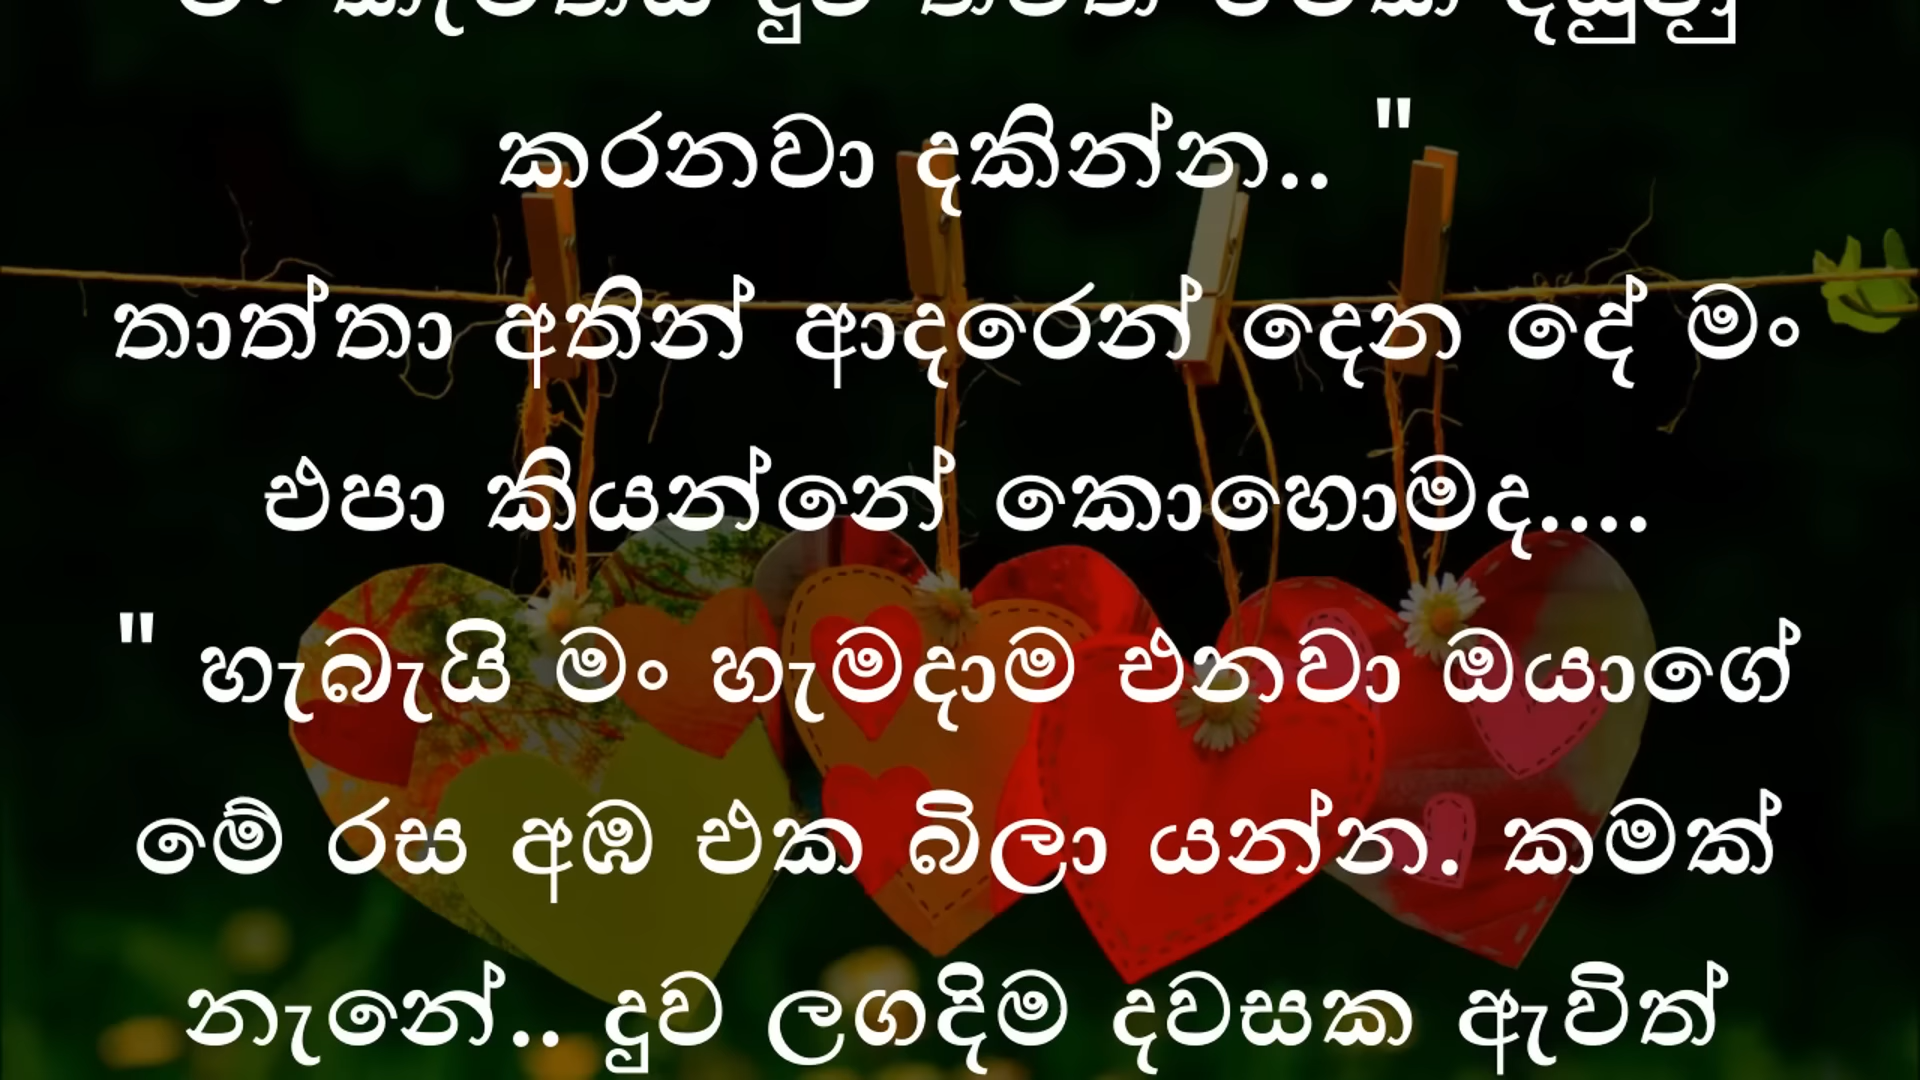 කරනවා දකින්න.. "
තාත්තා අතින් ආදරෙන් දෙන දේ මං
එපා කියන්නේ කොහොමද....
" හැබැයි මං හැමදාම එනවා ඔයාගේ
මේ රස අඹ එක බිලා යන්න. කමක්
නැනේ.. දුව ලගදිම දවසක ඇවිත්